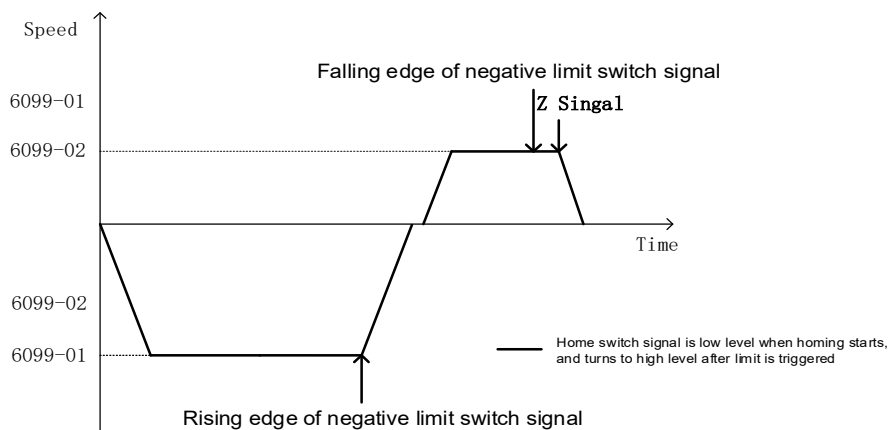 Speed
Falling edge of negative limit switch signal
6099-01
Z Singal
6099-02
Time
6099-02
6099-01
Home switch signal is low level when homing starts,
and turns to high level after limit is triggered
Rising edge of negative limit switch signal